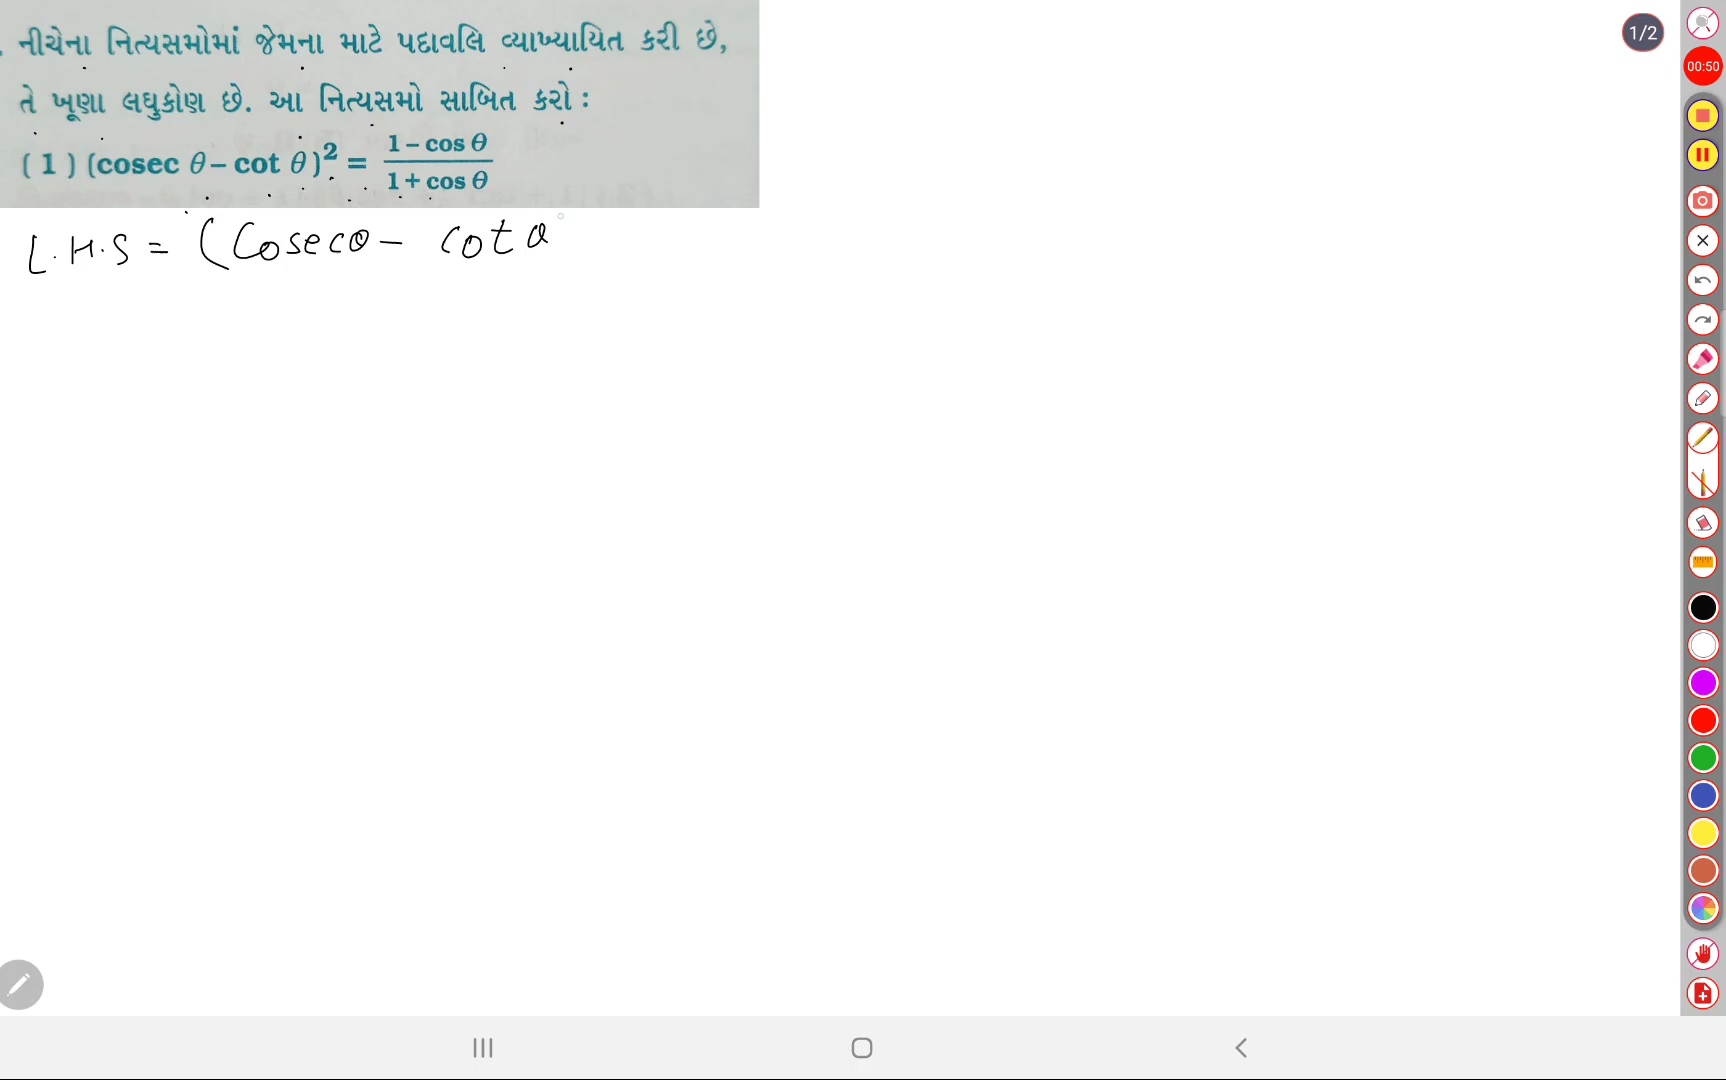 . નીચેના નિત્યસમોમાં જેમના માટે પદાવલિ વ્યાખ્યાયિત કરી છે,
તે ખૂણા લઘુકોણ છે. આ નિત્યસમો સાબિત કરો :
( 1 ) (cosec θ – cot θ)² = (1 – cos θ)/(1 + cos θ)
L.H.S = (Cosecθ – cotθ
1/2
00:50